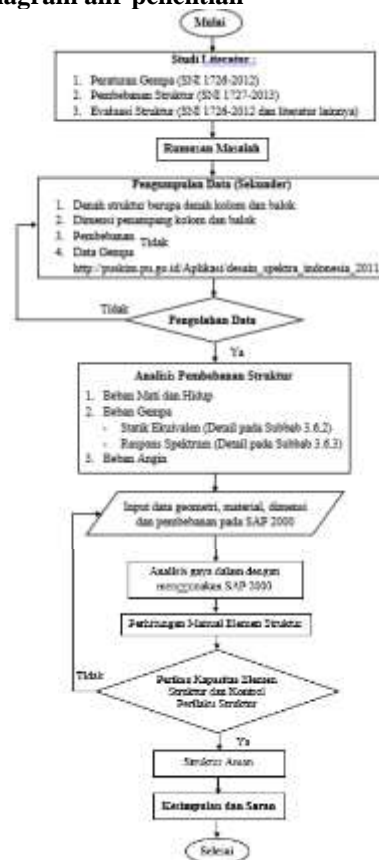 agram alir penelitian
Mulai
Studi Literatur :
1. Peraturan Gempa (SNI 1726-2012)
2. Pembebanan Struktur (SNI 1727-2013)
3. Evaluasi Struktur (SNI 1726-2012 dan literatur lainnya)
Rumusan Masalah
Pengumpulan Data (Sekunder)
1. Denah struktur berupa denah kolom dan balok
2. Dimensi penampang kolom dan balok
3. Pembebanan
Tidak
4. Data Gempa
http://puskim.pu.go.id/Aplikasi/desain_spektra_indonesia_2011
Tidak
Pengolahan Data
Ya
Analisis Pembebanan Struktur
1. Beban Mati dan Hidup
2. Beban Gempa
- Statik Ekuivalen (Detail pada Subbab 3.6.2)
- Respons Spektrum (Detail pada Subbab 3.6.3)
3. Beban Angin
Input data geometri, material, dimensi
dan pembebanan pada SAP 2000
Analisis gaya dalam dengan
menggunakan SAP 2000
Perhitungan Manual Elemen Struktur
Tidak
Periksa Kapasitas Elemen
Struktur dan Kontrol
Perilaku Struktur
Ya
Struktur Aman
Kesimpulan dan Saran
Selesai